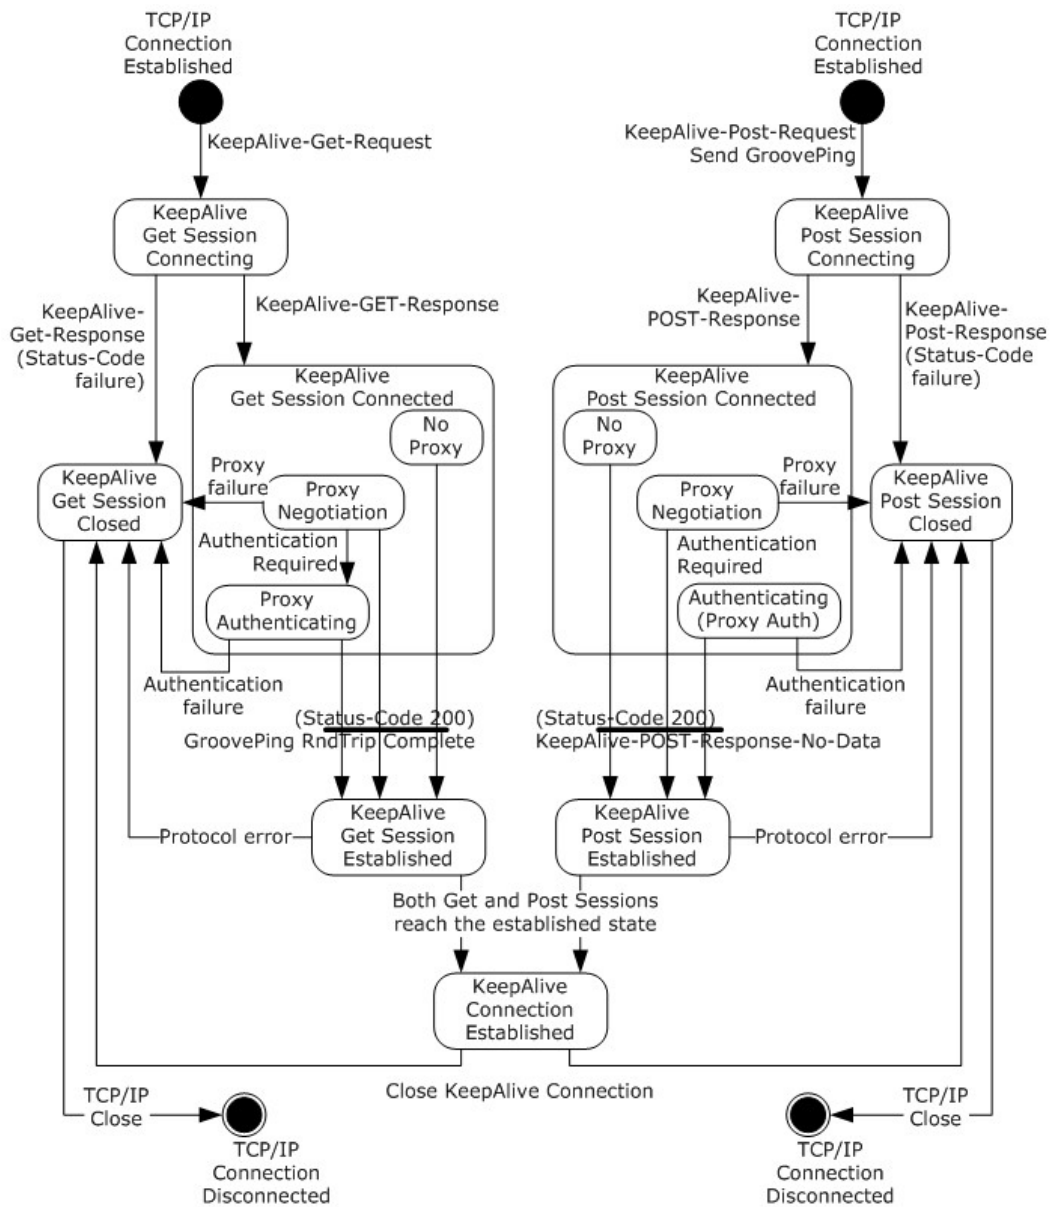 TCP/IP
Connection
Established
TCP/IP
Connection
Established
KeepAlive-Get-Request
KeepAlive-Post-Request
Send GroovePing
KeepAlive
Get Session
Connecting
KeepAlive
Post Session
Connecting
KeepAlive-
Get-Response
(Status-Code
failure)
KeepAlive-GET-Response
KeepAlive-
POST-Response
KeepAlive-
Post-Response
(Status-Code
failure)
KeepAlive
Get Session Connected
No
Proxy
KeepAlive
Post Session Connected
No
Proxy
KeepAlive
Get Session
Closed
Proxy
failure
Proxy
Negotiation
Proxy
Negotiation
Proxy
failure
KeepAlive
Post Session
Closed
Authentication
Required
Authentication
Required
Proxy
Authenticating
Authenticating
(Proxy Auth)
Authentication
failure
Authentication
failure
(Status-Code 200)
GroovePing RndTrip Complete
(Status-Code 200)
KeepAlive-POST-Response-No-Data
Protocol error
KeepAlive
Get Session
Established
KeepAlive
Post Session
Established
Protocol error
Both Get and Post Sessions
reach the established state
KeepAlive
Connection
Established
Close KeepAlive Connection
TCP/IP
Close
TCP/IP
Close
TCP/IP
Connection
Disconnected
TCP/IP
Connection
Disconnected